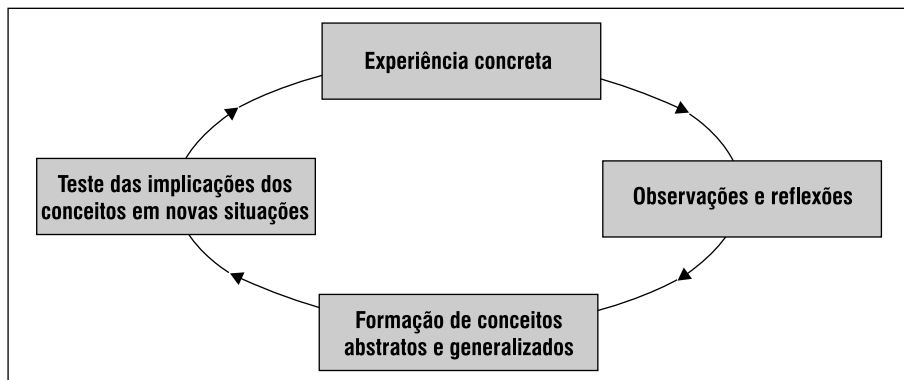 Experiência concreta
Observações e reflexões
Formação de conceitos
abstratos e generalizados
Teste das implicações dos
conceitos em novas situações